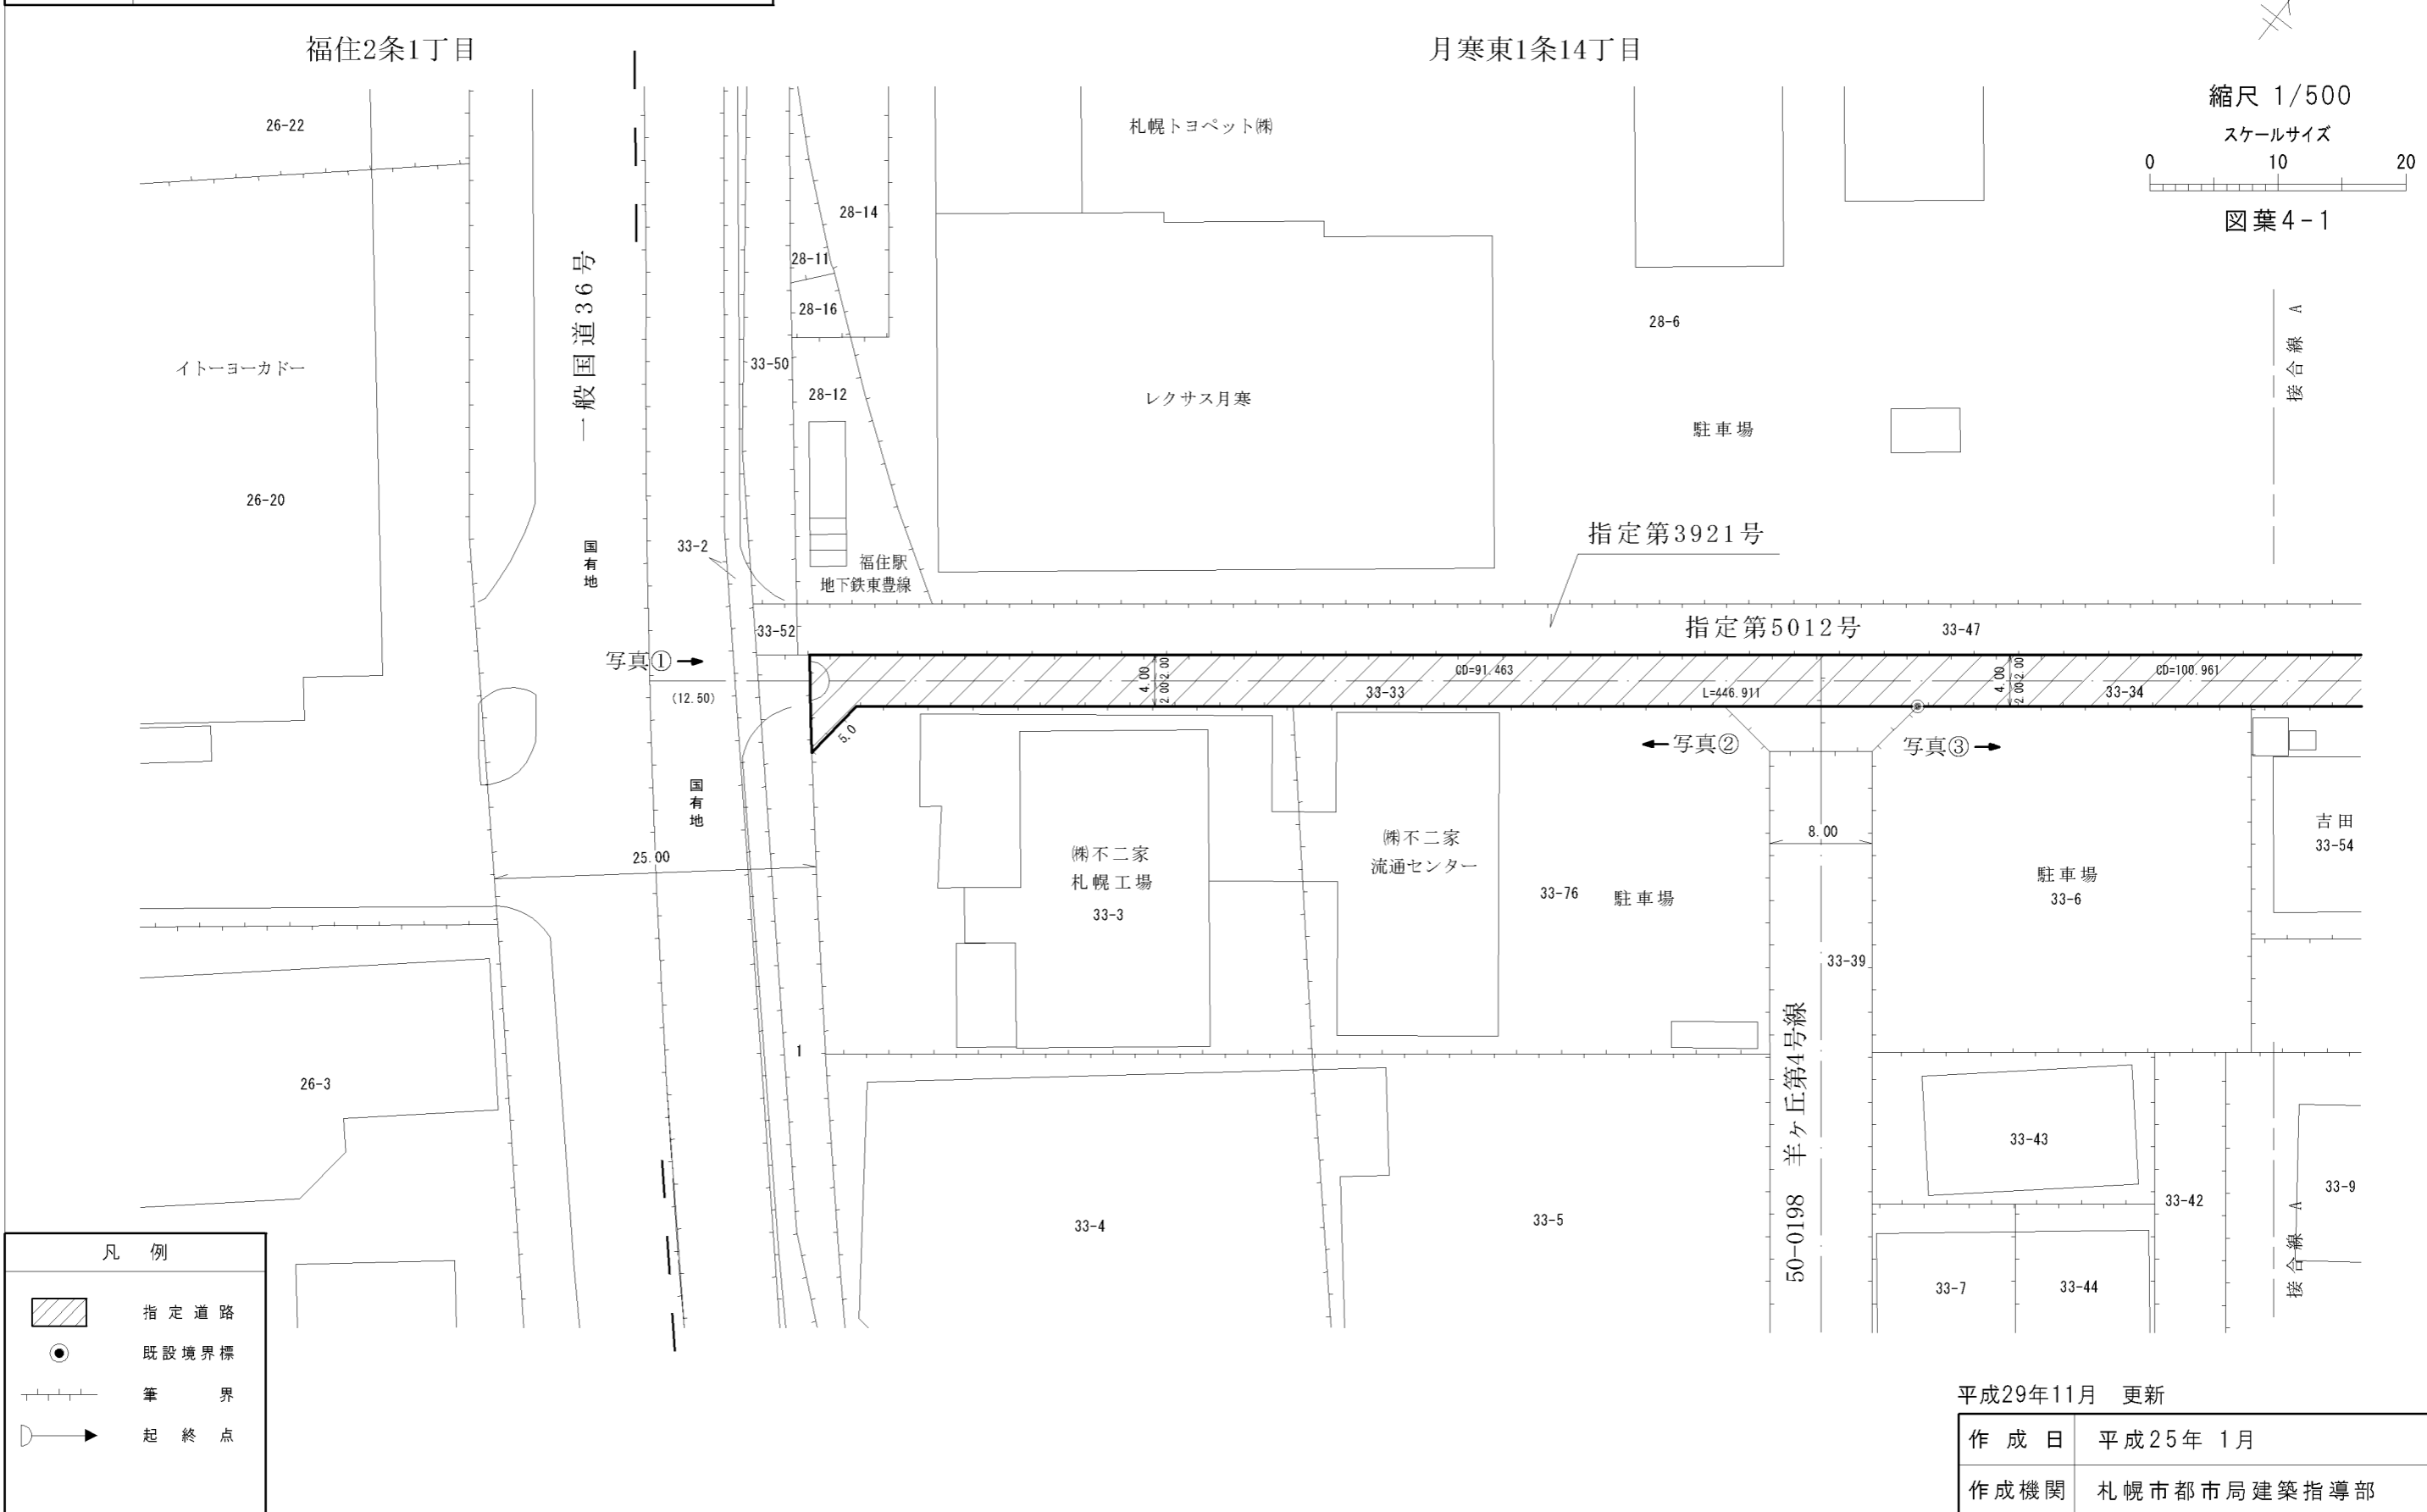 福住2条1丁目
月寒東1条14丁目
縮尺 1/500
スケールサイズ
0 10 20
図葉4-1
26-22
札幌トヨペット㈱
28-14
28-11
28-16
一般国道36号
28-6
接合線 A
イトーヨーカドー
33-50
28-12
レクサス月寒
駐車場
26-20
国有地
33-2
福住駅
地下鉄東豊線
指定第3921号
33-52
指定第5012号
33-47
写真①
(12.50)
4.00
2.00
2.00
CD=91.463
33-33
L=446.911
4.00
2.00
2.00
CD=100.961
33-34
5.0
写真②
写真③
国有地
25.00
㈱不二家
札幌工場
33-3
㈱不二家
流通センター
33-76
駐車場
8.00
駐車場
33-6
吉田
33-54
33-39
1
26-3
33-4
33-5
50-0198 羊ヶ丘第4号線
33-43
33-42
33-9
33-7
33-44
接合線 A
凡例
指定道路
既設境界標
筆界
起終点
平成29年11月 更新
作成日 平成25年 1月
作成機関 札幌市都市局建築指導部